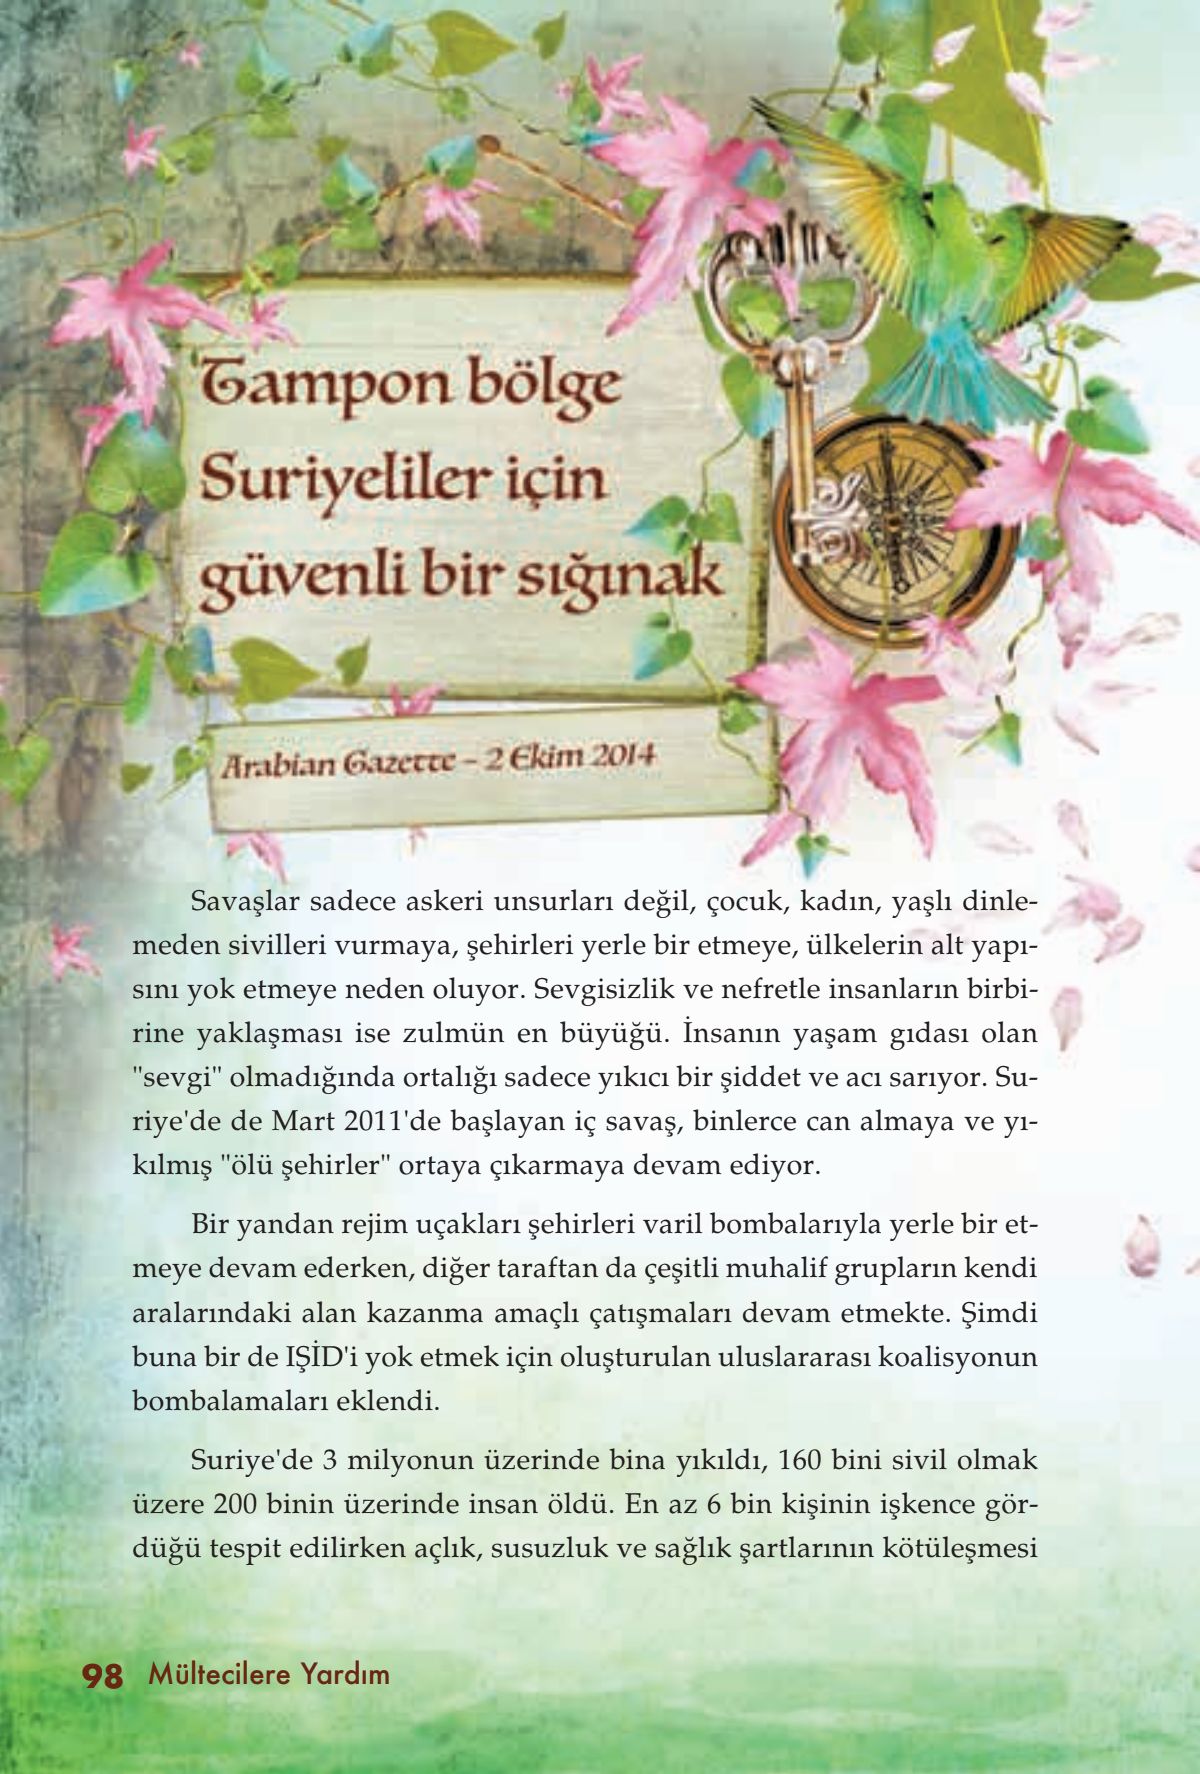 Tampon bölge
Suriyeliler için
güvenli bir sığınak
Arabian Gazette – 2 Ekim 2014
Savaşlar sadece askeri unsurları değil, çocuk, kadın, yaşlı dinle-
meden sivilleri vurmaya, şehirleri yerle bir etmeye, ülkelerin alt yapı-
sını yok etmeye neden oluyor. Sevgisizlik ve nefretle insanların birbi-
rine yaklaşması ise zulmün en büyüğü. İnsanın yaşam gıdası olan
"sevgi" olmadığında ortalığı sadece yıkıcı bir şiddet ve acı sarıyor. Su-
riye'de de Mart 2011'de başlayan iç savaş, binlerce can almaya ve yı-
kılmış "ölü şehirler" ortaya çıkarmaya devam ediyor.
Bir yandan rejim uçakları şehirleri varil bombalarıyla yerle bir et-
meye devam ederken, diğer taraftan da çeşitli muhalif grupların kendi
aralarındaki alan kazanma amaçlı çatışmaları devam etmekte. Şimdi
buna bir de IŞİD'i yok etmek için oluşturulan uluslararası koalisyonun
bombalamaları eklendi.
Suriye'de 3 milyonun üzerinde bina yıkıldı, 160 bini sivil olmak
üzere 200 binin üzerinde insan öldü. En az 6 bin kişinin işkence gör-
düğü tespit edilirken açlık, susuzluk ve sağlık şartlarının kötüleşmesi
98 Mültecilere Yardım